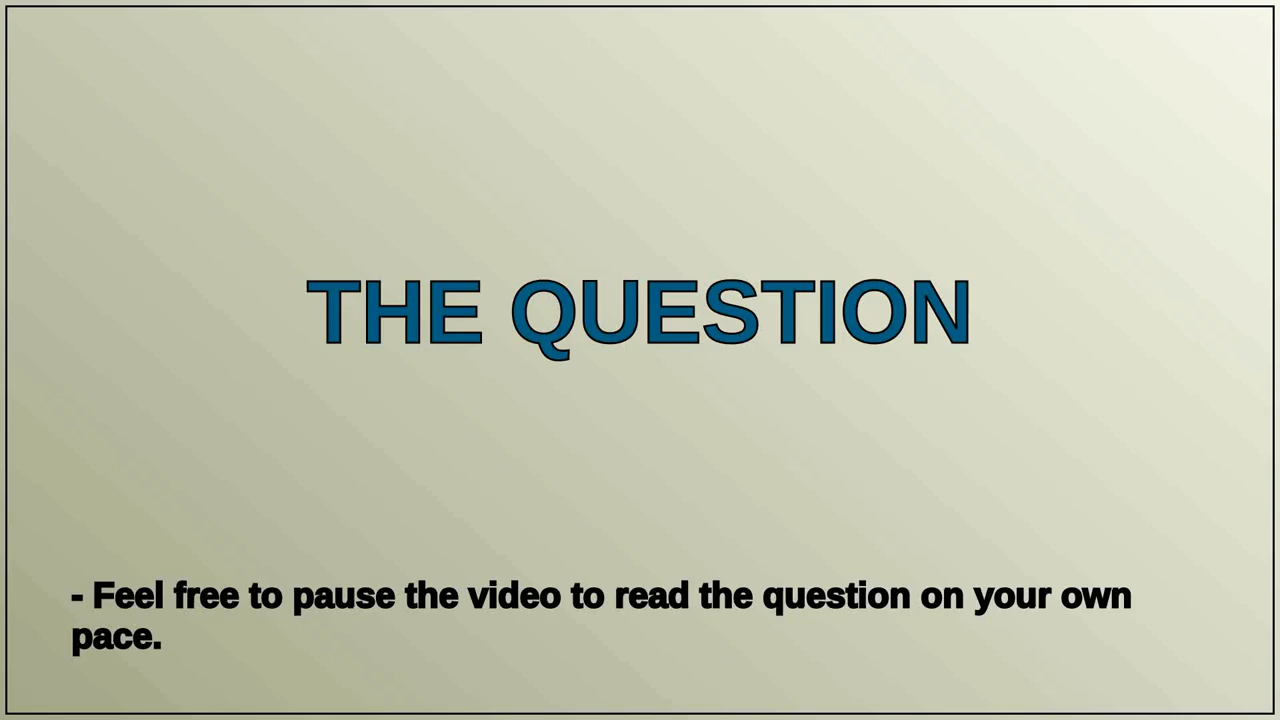 THE QUESTION
- Feel free to pause the video to read the question on your own
pace.